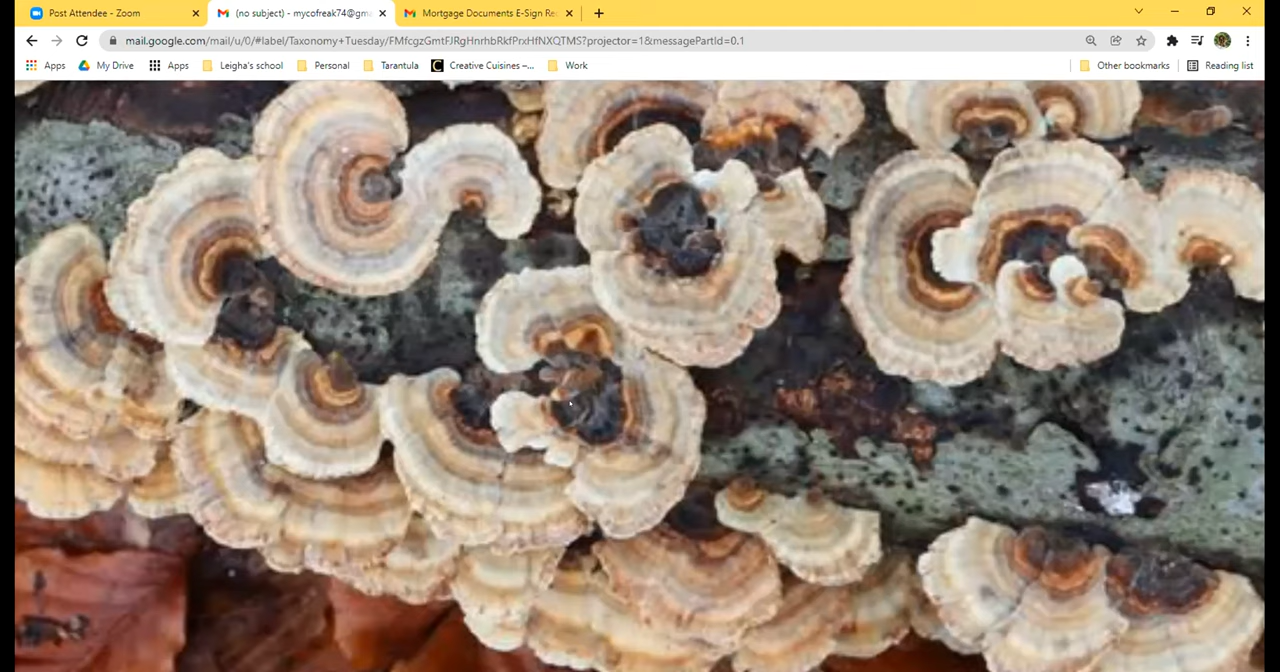 Post Attendee - Zoom
(no subject) - mycofreak74@gma
Mortgage Documents E-Sign Re
mail.google.com/mail/u/0/#label/Taxonomy+Tuesday/FMfcgzGmtFJRgHnrhbRkfPrxHfNXQTMS?projector=1&messagePartId=0.1
Apps My Drive Apps Leigha's school Personal Tarantula Creative Cuisines –... Work Other bookmarks Reading list